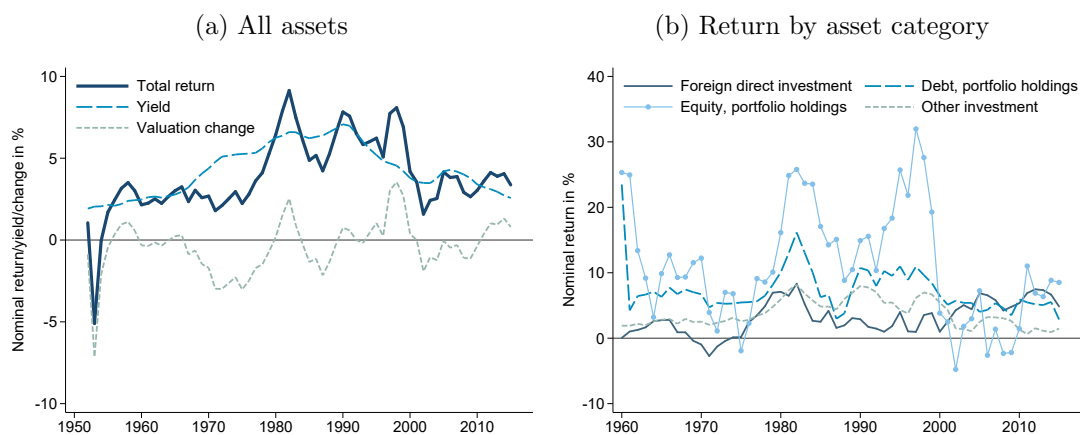 (a) All assets
Nominal return/yield/change in %
10
5
0
-5
-10
Total return
Yield
Valuation change
1950 1960 1970 1980 1990 2000 2010
(b) Return by asset category
Nominal return in %
40
30
20
10
0
-10
Foreign direct investment
Equity, portfolio holdings
Debt, portfolio holdings
Other investment
1960 1970 1980 1990 2000 2010